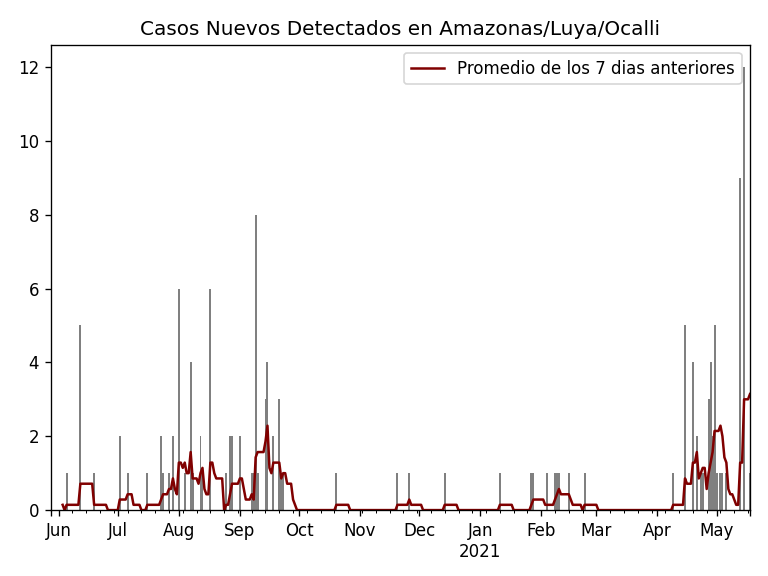 Casos Nuevos Detectados en Amazonas/Luya/Ocalli
Promedio de los 7 dias anteriores
12
10
8
6
4
2
0
Jun Jul Aug Sep Oct Nov Dec Jan Feb Mar Apr May
2021